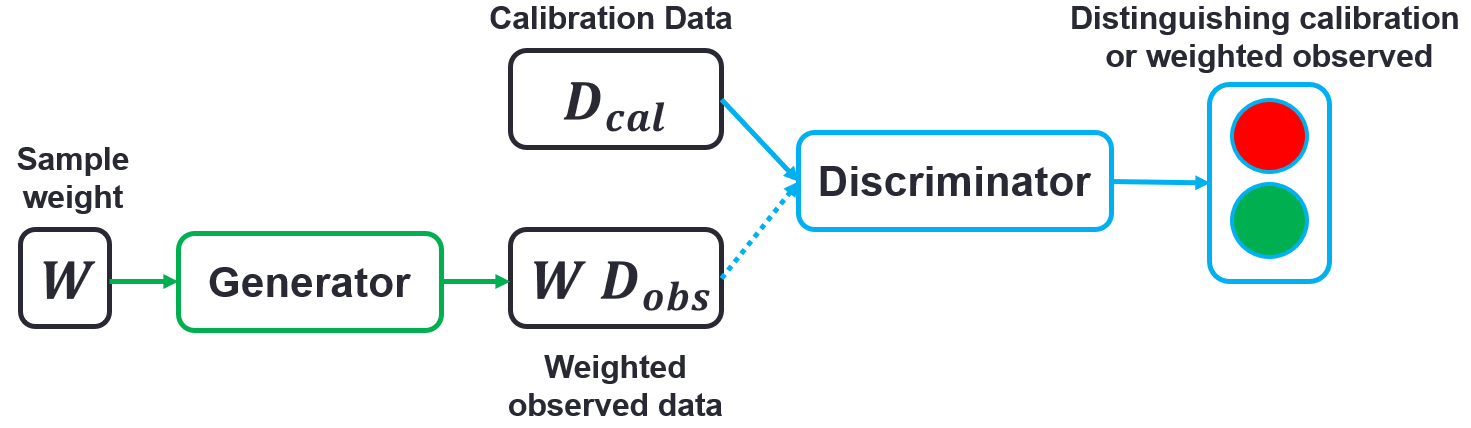 Calibration Data
Distinguishing calibration
or weighted observed
D_cal
Sample
weight
Discriminator
W
Generator
W D_obs
Weighted
observed data